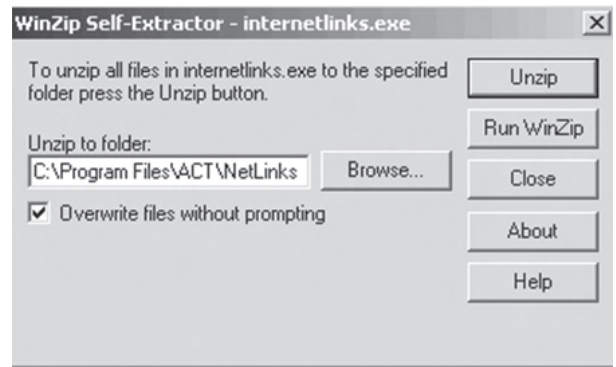 WinZip Self-Extractor - internetlinks.exe
To unzip all files in internetlinks.exe to the specified
folder press the Unzip button.
Unzip to folder:
C:\Program Files\ACT\NetLinks
Browse...
Overwrite files without prompting
Unzip
Run WinZip
Close
About
Help